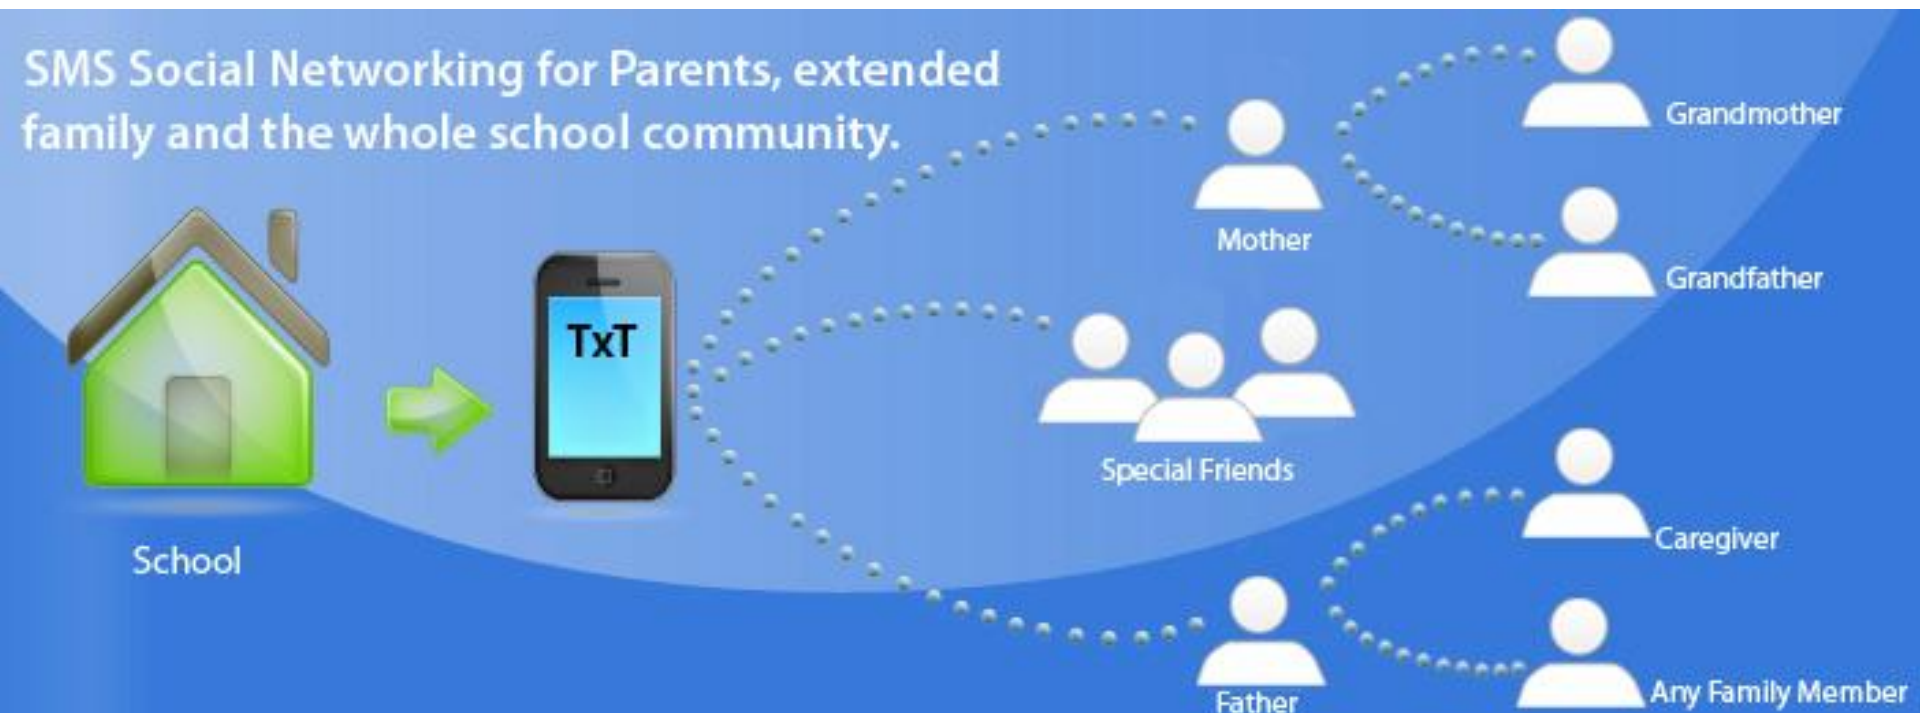 SMS Social Networking for Parents, extended
family and the whole school community.
Grandmother
Mother
Grandfather
TxT
Special Friends
School
Caregiver
Father
Any Family Member